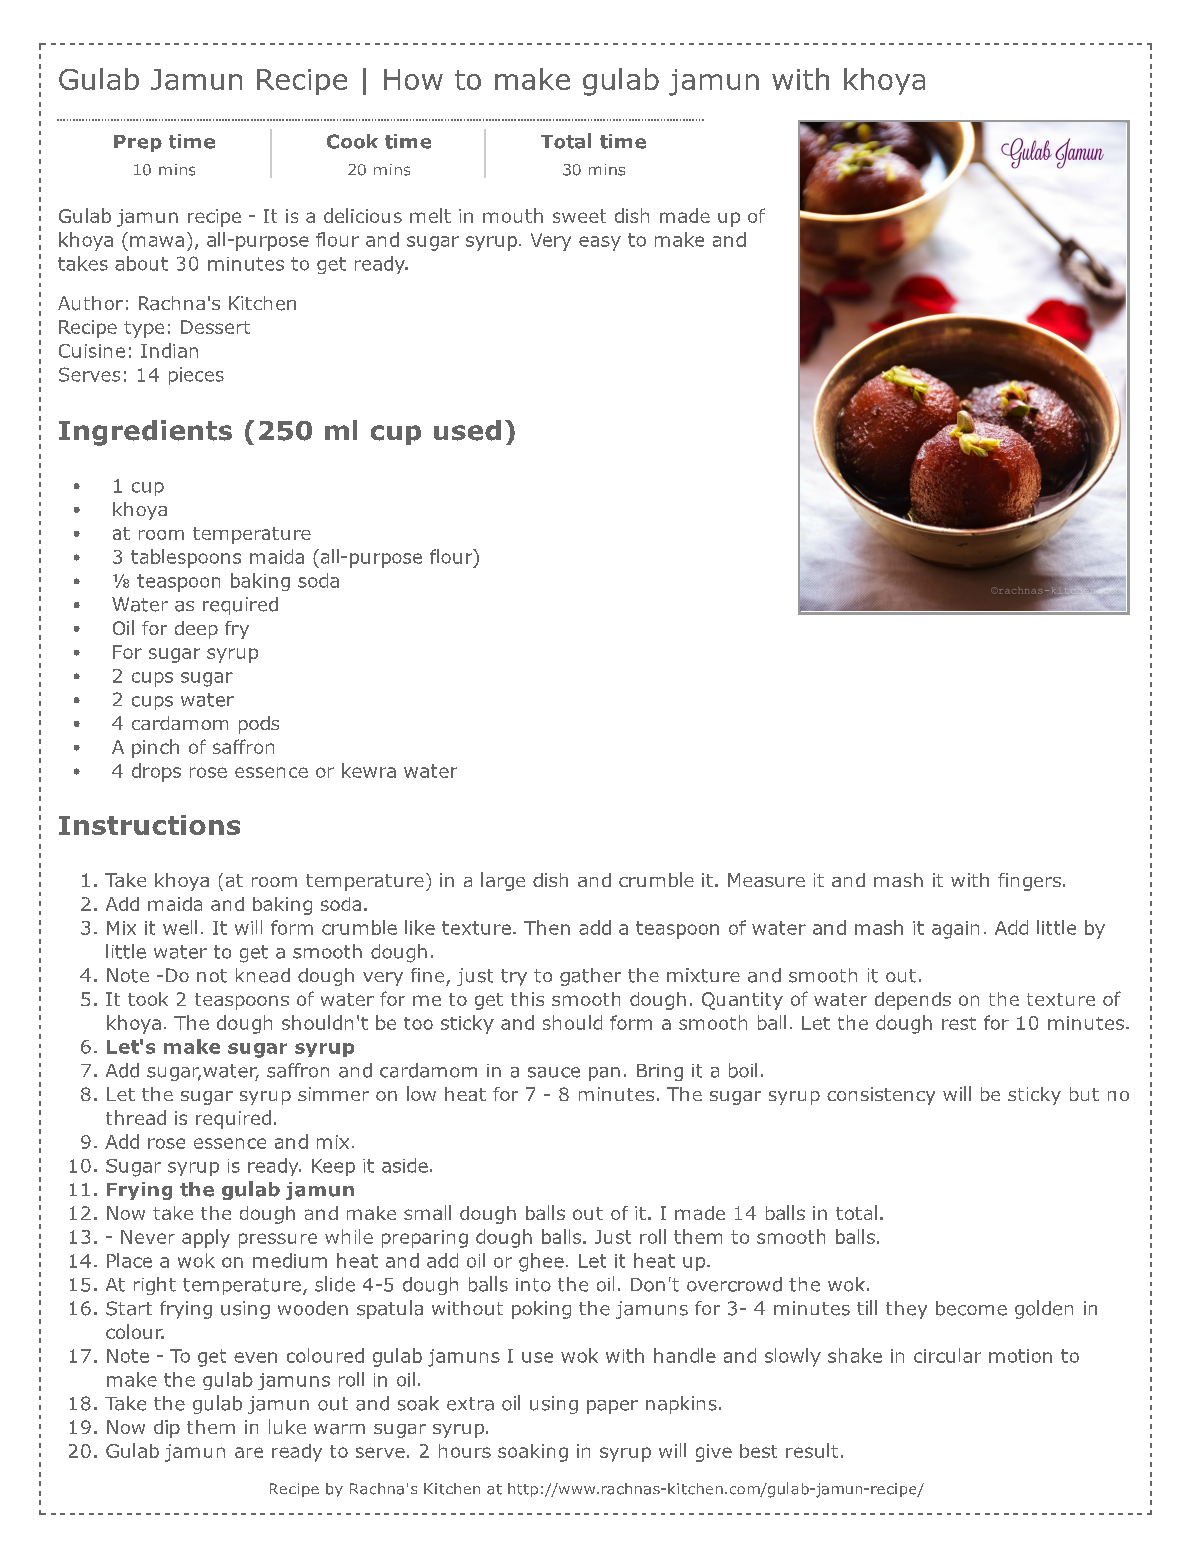 Gulab Jamun Recipe | How to make gulab jamun with khoya
Prep time
Cook time
Total time
10 mins
20 mins
30 mins
Gulab Jamun
Gulab jamun recipe - It is a delicious melt in mouth sweet dish made up of
khoya (mawa), all-purpose flour and sugar syrup. Very easy to make and
takes about 30 minutes to get ready.
Author: Rachna's Kitchen
Recipe type: Dessert
Cuisine: Indian
Serves: 14 pieces
Ingredients (250 ml cup used)
• 1 cup
• khoya
• at room temperature
• 3 tablespoons maida (all-purpose flour)
• ⅛ teaspoon baking soda
• Water as required
• Oil for deep fry
• For sugar syrup
• 2 cups sugar
• 2 cups water
• 4 cardamom pods
• A pinch of saffron
• 4 drops rose essence or kewra water
©rachnas-kitchen.com
Instructions
1. Take khoya (at room temperature) in a large dish and crumble it. Measure it and mash it with fingers.
2. Add maida and baking soda.
3. Mix it well. It will form crumble like texture. Then add a teaspoon of water and mash it again. Add little by
little water to get a smooth dough.
4. Note -Do not knead dough very fine, just try to gather the mixture and smooth it out.
5. It took 2 teaspoons of water for me to get this smooth dough. Quantity of water depends on the texture of
khoya. The dough shouldn't be too sticky and should form a smooth ball. Let the dough rest for 10 minutes.
6. Let's make sugar syrup
7. Add sugar,water, saffron and cardamom in a sauce pan. Bring it a boil.
8. Let the sugar syrup simmer on low heat for 7 - 8 minutes. The sugar syrup consistency will be sticky but no
thread is required.
9. Add rose essence and mix.
10. Sugar syrup is ready. Keep it aside.
11. Frying the gulab jamun
12. Now take the dough and make small dough balls out of it. I made 14 balls in total.
13. - Never apply pressure while preparing dough balls. Just roll them to smooth balls.
14. Place a wok on medium heat and add oil or ghee. Let it heat up.
15. At right temperature, slide 4-5 dough balls into the oil. Don't overcrowd the wok.
16. Start frying using wooden spatula without poking the jamuns for 3- 4 minutes till they become golden in
colour.
17. Note - To get even coloured gulab jamuns I use wok with handle and slowly shake in circular motion to
make the gulab jamuns roll in oil.
18. Take the gulab jamun out and soak extra oil using paper napkins.
19. Now dip them in luke warm sugar syrup.
20. Gulab jamun are ready to serve. 2 hours soaking in syrup will give best result.
Recipe by Rachna's Kitchen at http://www.rachnas-kitchen.com/gulab-jamun-recipe/